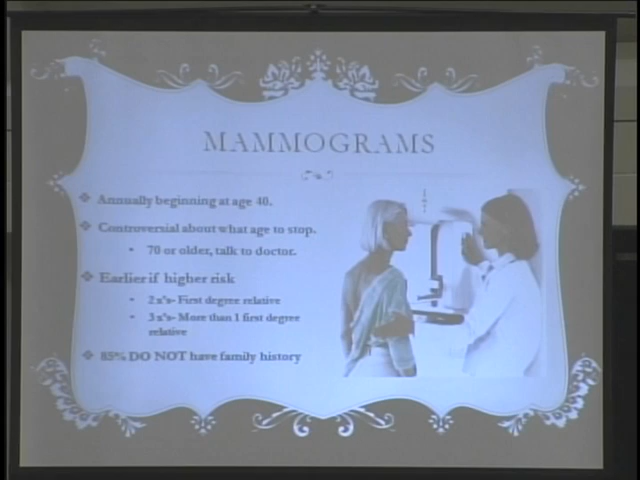 MAMMOGRAMS
Annually beginning at age 40.
Controversial about what age to stop.
70 or older, talk to doctor.
Earlier if higher risk
2 x's- First degree relative
3 x's- More than 1 first degree
relative
85% DO NOT have family history